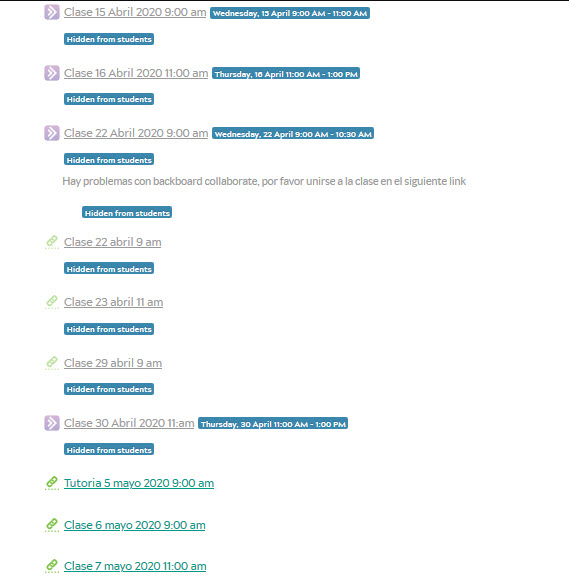 Clase 15 Abril 2020 9:00 am Wednesday, 15 April 9:00 AM - 11:00 AM
Hidden from students
Clase 16 Abril 2020 11:00 am Thursday, 16 April 11:00 AM - 1:00 PM
Hidden from students
Clase 22 Abril 2020 9:00 am Wednesday, 22 April 9:00 AM - 10:30 AM
Hidden from students
Hay problemas con backboard collaborate, por favor unirse a la clase en el siguiente link
Hidden from students
Clase 22 abril 9 am
Hidden from students
Clase 23 abril 11 am
Hidden from students
Clase 29 abril 9 am
Hidden from students
Clase 30 Abril 2020 11:am Thursday, 30 April 11:00 AM - 1:00 PM
Hidden from students
Tutoria 5 mayo 2020 9:00 am
Clase 6 mayo 2020 9:00 am
Clase 7 mayo 2020 11:00 am